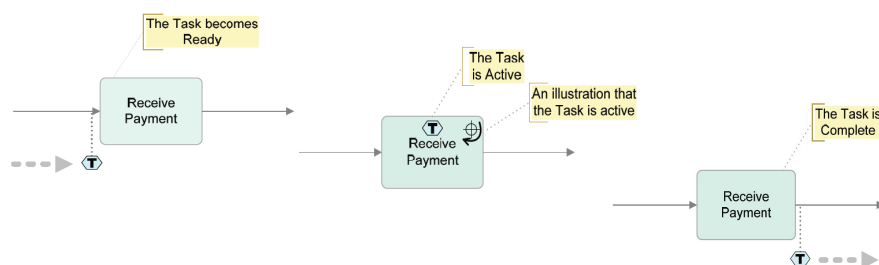 The Task becomes
Ready
Receive
Payment
T
The Task
is Active
An illustration that
the Task is active
T
Receive
Payment
The Task is
Complete
Receive
Payment
T